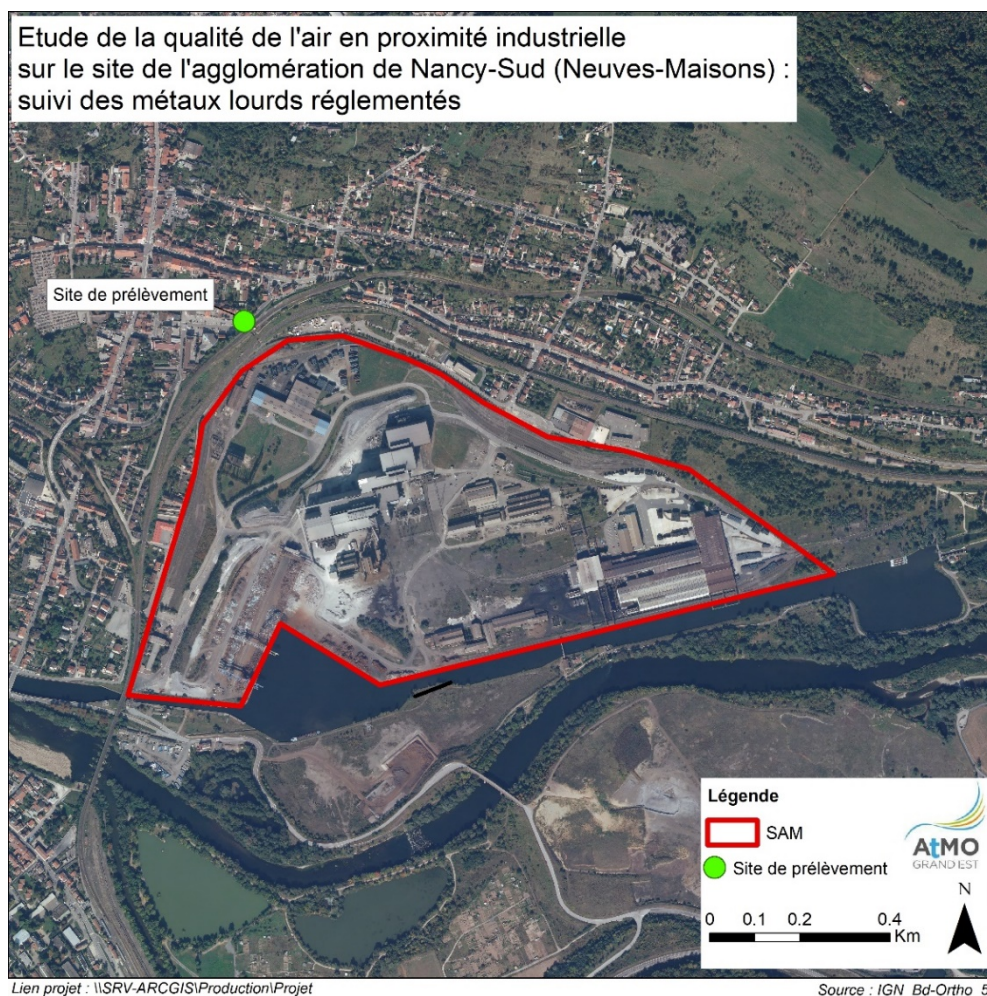 Etude de la qualité de l'air en proximité industrielle
sur le site de l'agglomération de Nancy-Sud (Neuves-Maisons) :
suivi des métaux lourds réglementés
Site de prélèvement
Légende
SAM
Site de prélèvement
AtMO
GRAND EST
N
0 0.1 0.2 0.4
Km
Lien projet : \\SRV-ARCGIS\Production\Projet
Source : IGN Bd-Ortho 5